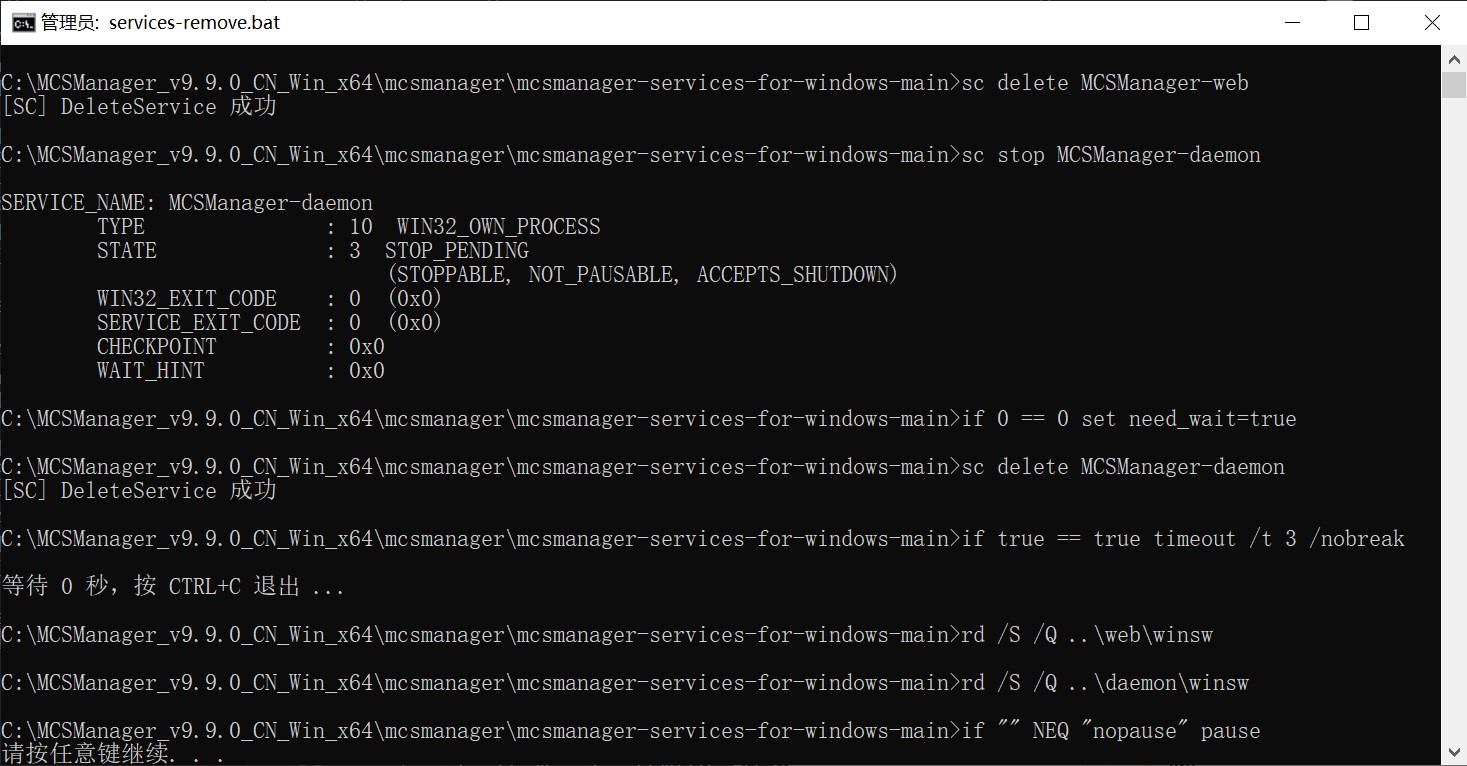 管理员: services-remove.bat
C:\MCSManager_v9.9.0_CN_Win_x64\mcsmanager\mcsmanager-services-for-windows-main>sc delete MCSManager-web
[SC] DeleteService 成功
C:\MCSManager_v9.9.0_CN_Win_x64\mcsmanager\mcsmanager-services-for-windows-main>sc stop MCSManager-daemon
SERVICE_NAME: MCSManager-daemon
TYPE : 10 WIN32_OWN_PROCESS
STATE : 3 STOP_PENDING
(STOPPABLE, NOT_PAUSABLE, ACCEPTS_SHUTDOWN)
WIN32_EXIT_CODE : 0 (0x0)
SERVICE_EXIT_CODE : 0 (0x0)
CHECKPOINT : 0x0
WAIT_HINT : 0x0
C:\MCSManager_v9.9.0_CN_Win_x64\mcsmanager\mcsmanager-services-for-windows-main>if 0 == 0 set need_wait=true
C:\MCSManager_v9.9.0_CN_Win_x64\mcsmanager\mcsmanager-services-for-windows-main>sc delete MCSManager-daemon
[SC] DeleteService 成功
C:\MCSManager_v9.9.0_CN_Win_x64\mcsmanager\mcsmanager-services-for-windows-main>if true == true timeout /t 3 /nobreak
等待 0 秒，按 CTRL+C 退出 ...
C:\MCSManager_v9.9.0_CN_Win_x64\mcsmanager\mcsmanager-services-for-windows-main>rd /S /Q ..\web\winsw
C:\MCSManager_v9.9.0_CN_Win_x64\mcsmanager\mcsmanager-services-for-windows-main>rd /S /Q ..\daemon\winsw
C:\MCSManager_v9.9.0_CN_Win_x64\mcsmanager\mcsmanager-services-for-windows-main>if "" NEQ "nopause" pause
请按任意键继续. . .